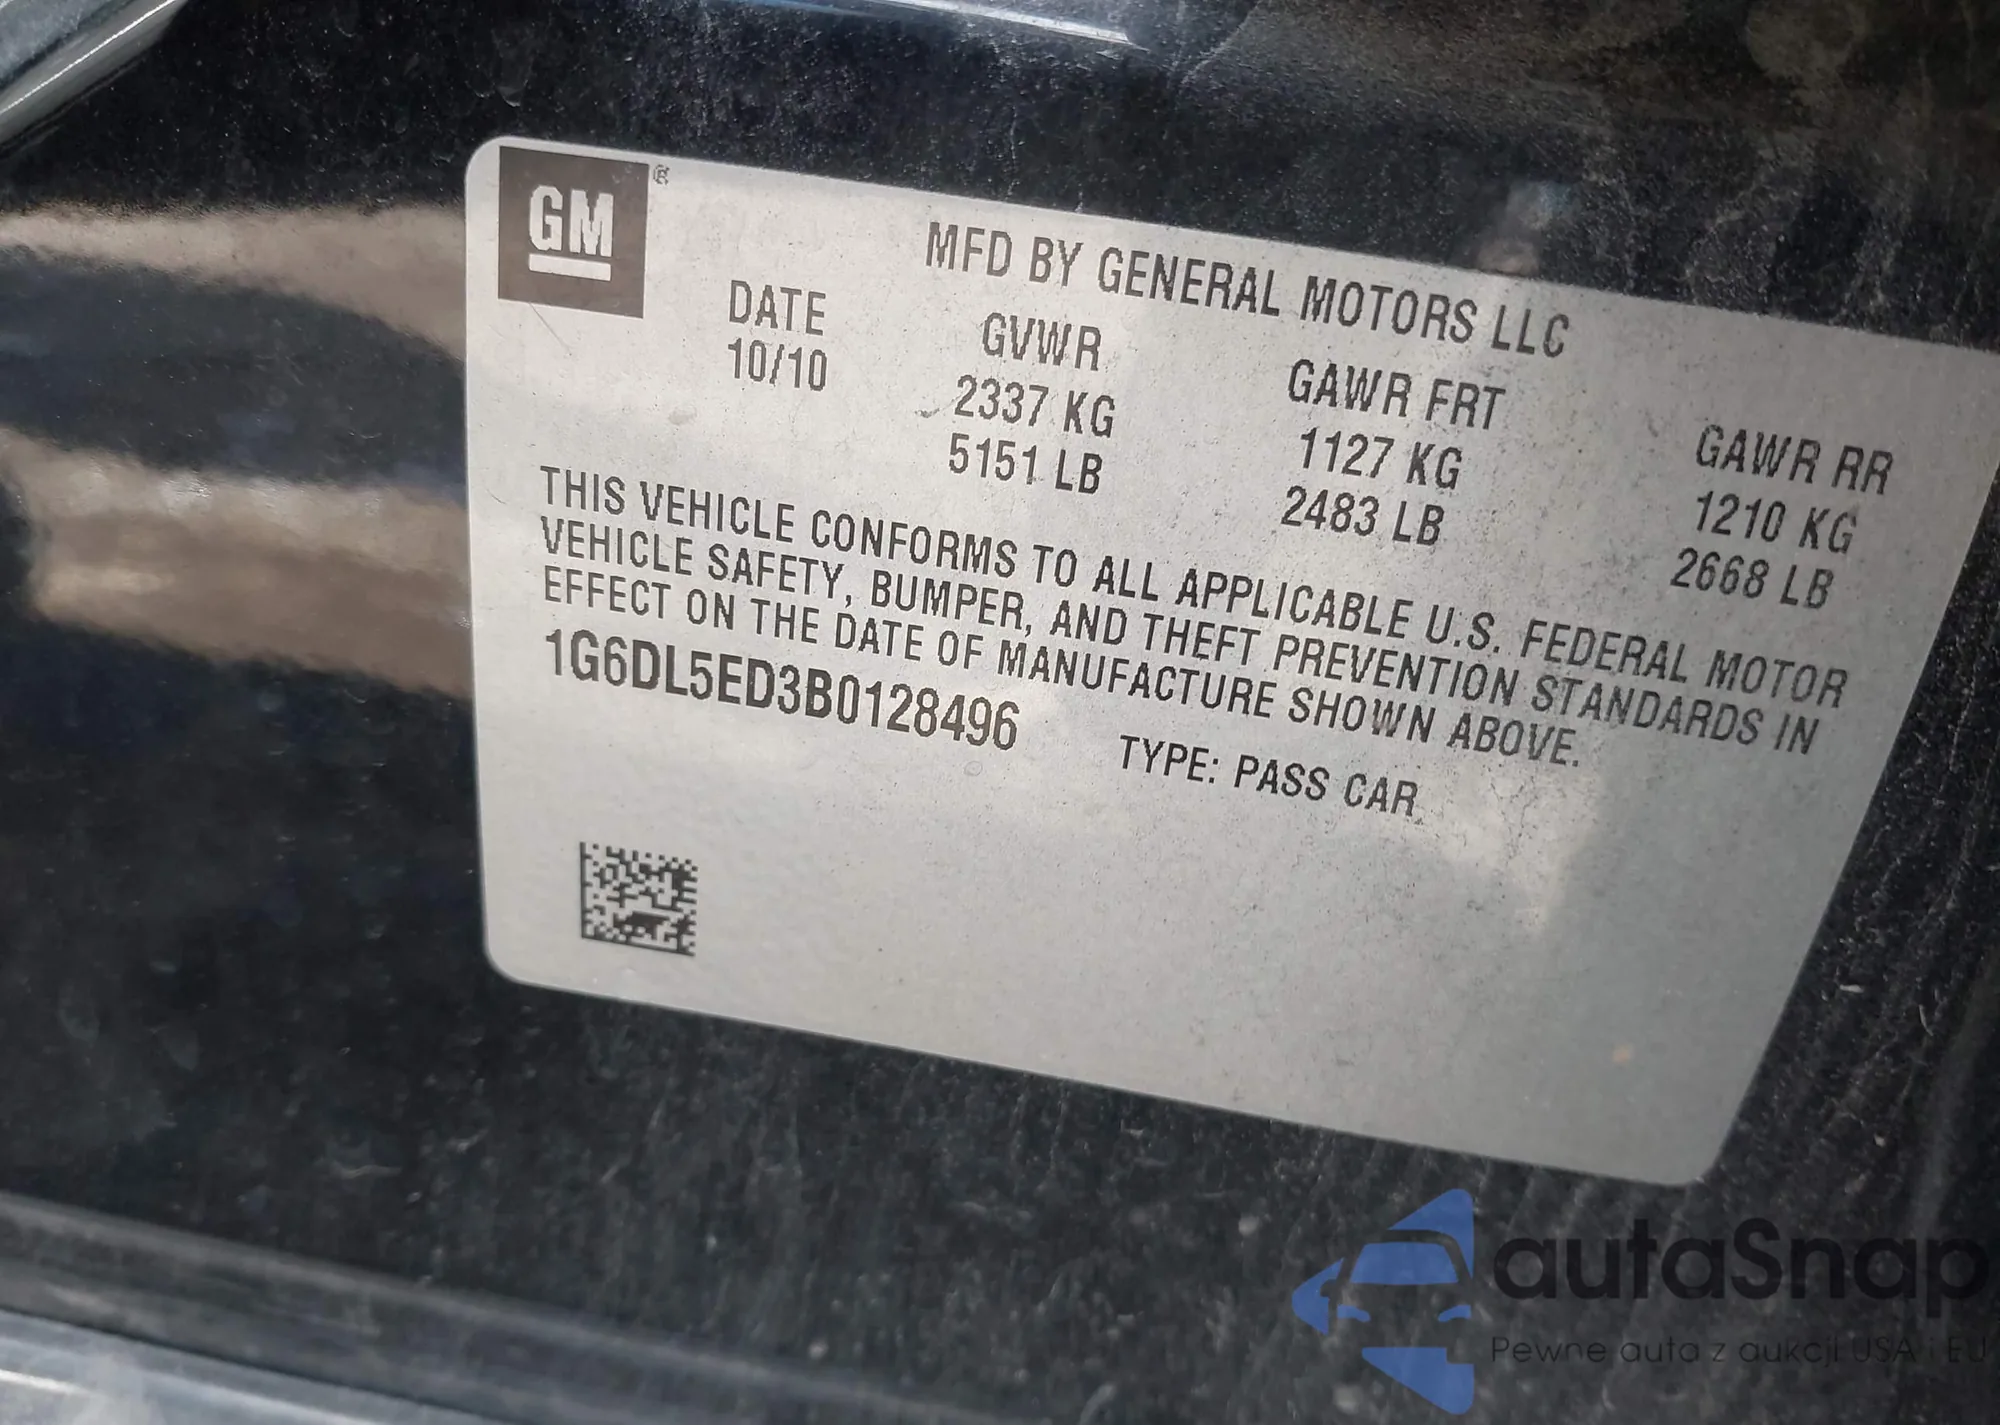 GM
®
MFD BY GENERAL MOTORS LLC
DATE GVWR GAWR FRT GAWR RR
10/10 2337 KG 1127 KG 1210 KG
5151 LB 2483 LB 2668 LB
THIS VEHICLE CONFORMS TO ALL APPLICABLE U.S. FEDERAL MOTOR
VEHICLE SAFETY, BUMPER, AND THEFT PREVENTION STANDARDS IN
EFFECT ON THE DATE OF MANUFACTURE SHOWN ABOVE.
1G6DL5ED3B0128496 TYPE: PASS CAR
autaSnap
Pewne auta z aukcji USA i EU